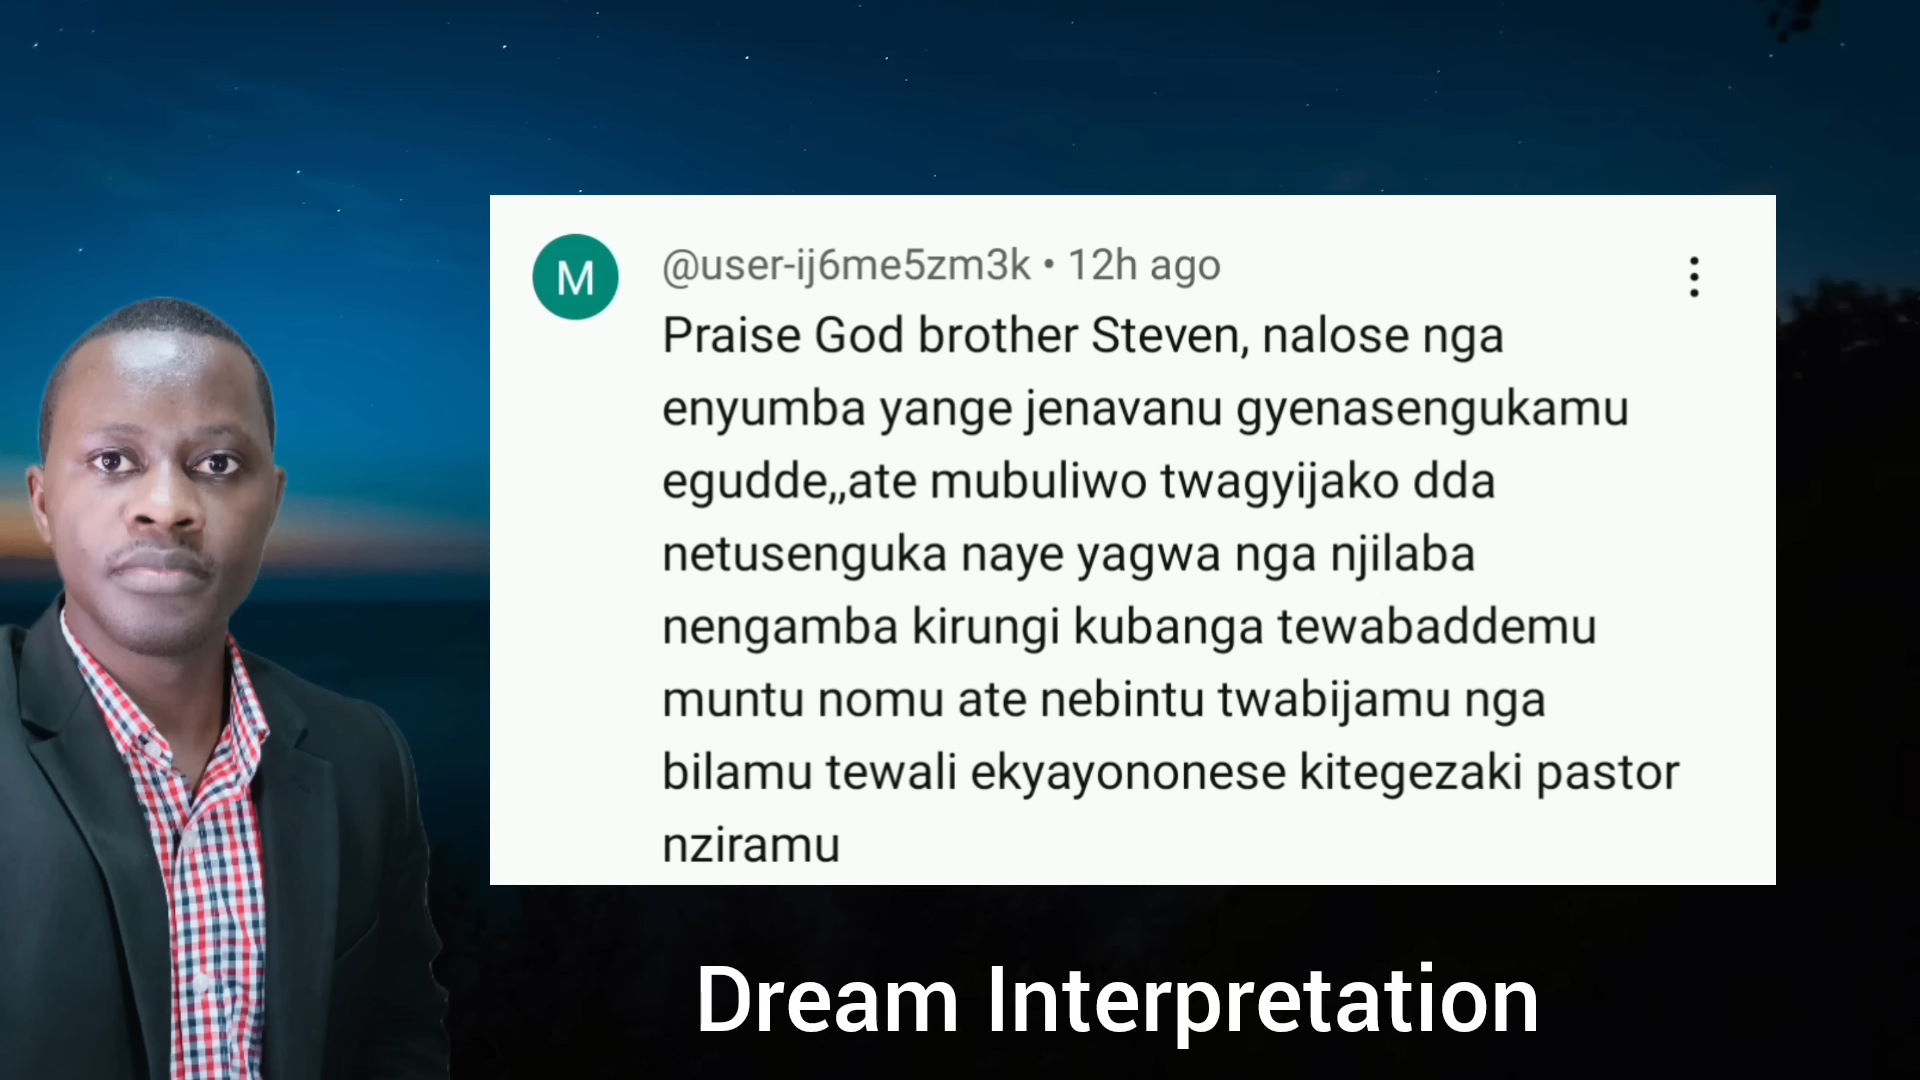 M
@user-ij6me5zm3k • 12h ago
Praise God brother Steven, nalose nga
enyumba yange jenavanu gyenasengukamu
egudde,,ate mubuliwo twagyijako dda
netusenguka naye yagwa nga njilaba
nengamba kirungi kubanga tewabaddemu
muntu nomu ate nebintu twabijamu nga
bilamu tewali ekyayononese kitegezaki pastor
nziramu
Dream Interpretation